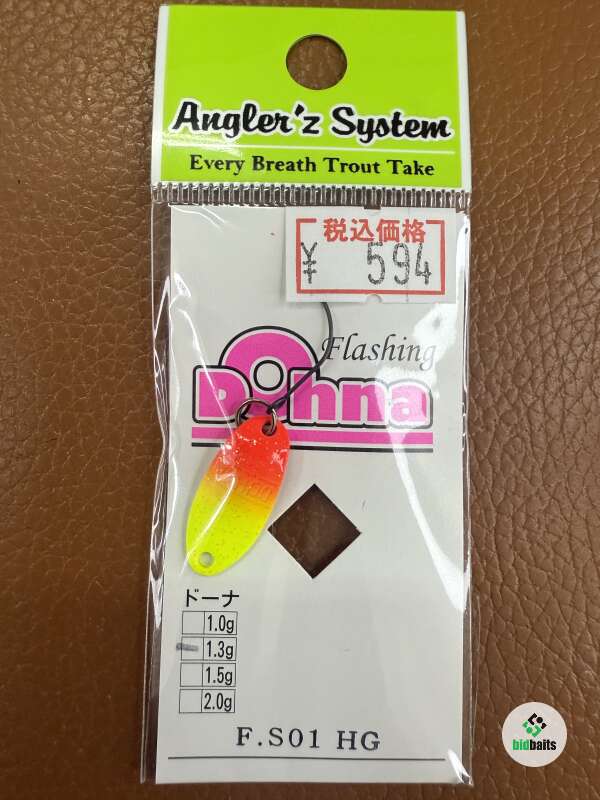 Angler'z System
Every Breath Trout Take
税込価格
¥ 594
Flashing
Dohna
ドーナ
1.0g
1.3g
1.5g
2.0g
F.S01 HG
bidbaits